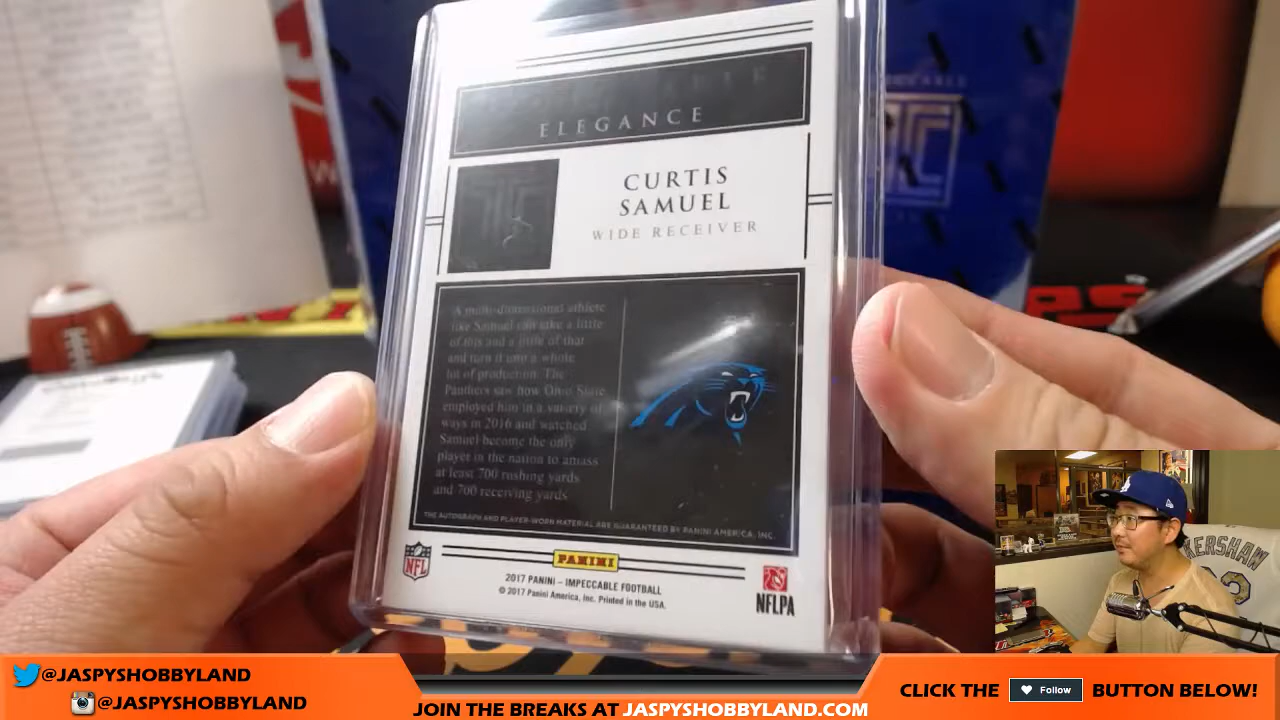 ELEGANCE
CURTIS
SAMUEL
WIDE RECEIVER
A multi-dimensional athlete
like Samuel can take a little
of this and a little of that
and turn it into a whole
lot of production. The
Panthers saw how Ohio State
employed him in a variety of
ways in 2016 and watched
Samuel become the only
player in the nation to amass
at least 700 rushing yards
and 700 receiving yards.
THE AUTOGRAPH AND PLAYER-WORN MATERIAL ARE GUARANTEED BY PANINI AMERICA, INC.
NFL
PANINI
2017 PANINI – IMPECCABLE FOOTBALL
© 2017 Panini America, Inc. Printed in the USA.
NFLPA
KERSHAW
@JASPYSHOBBYLAND
@JASPYSHOBBYLAND
JOIN THE BREAKS AT JASPYSHOBBYLAND.COM
CLICK THE Follow BUTTON BELOW!